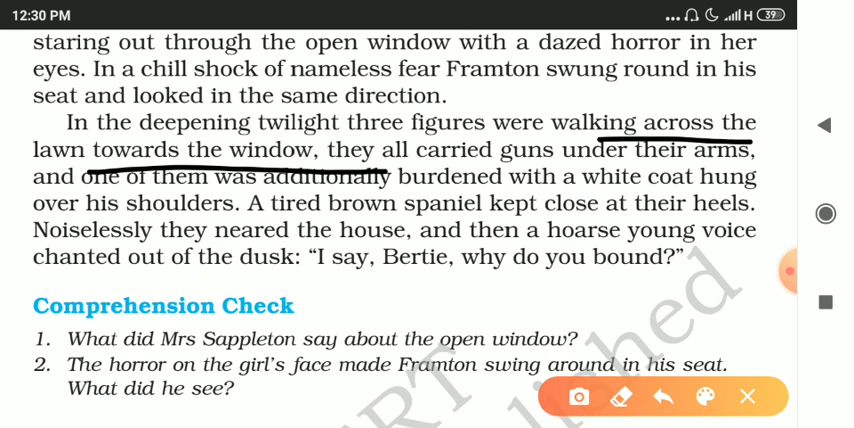 12:30 PM
H 39
staring out through the open window with a dazed horror in her
eyes. In a chill shock of nameless fear Framton swung round in his
seat and looked in the same direction.
In the deepening twilight three figures were walking across the
lawn towards the window, they all carried guns under their arms,
and one of them was additionally burdened with a white coat hung
over his shoulders. A tired brown spaniel kept close at their heels.
Noiselessly they neared the house, and then a hoarse young voice
chanted out of the dusk: “I say, Bertie, why do you bound?”
Comprehension Check
1. What did Mrs Sappleton say about the open window?
2. The horror on the girl's face made Framton swing around in his seat.
What did he see?